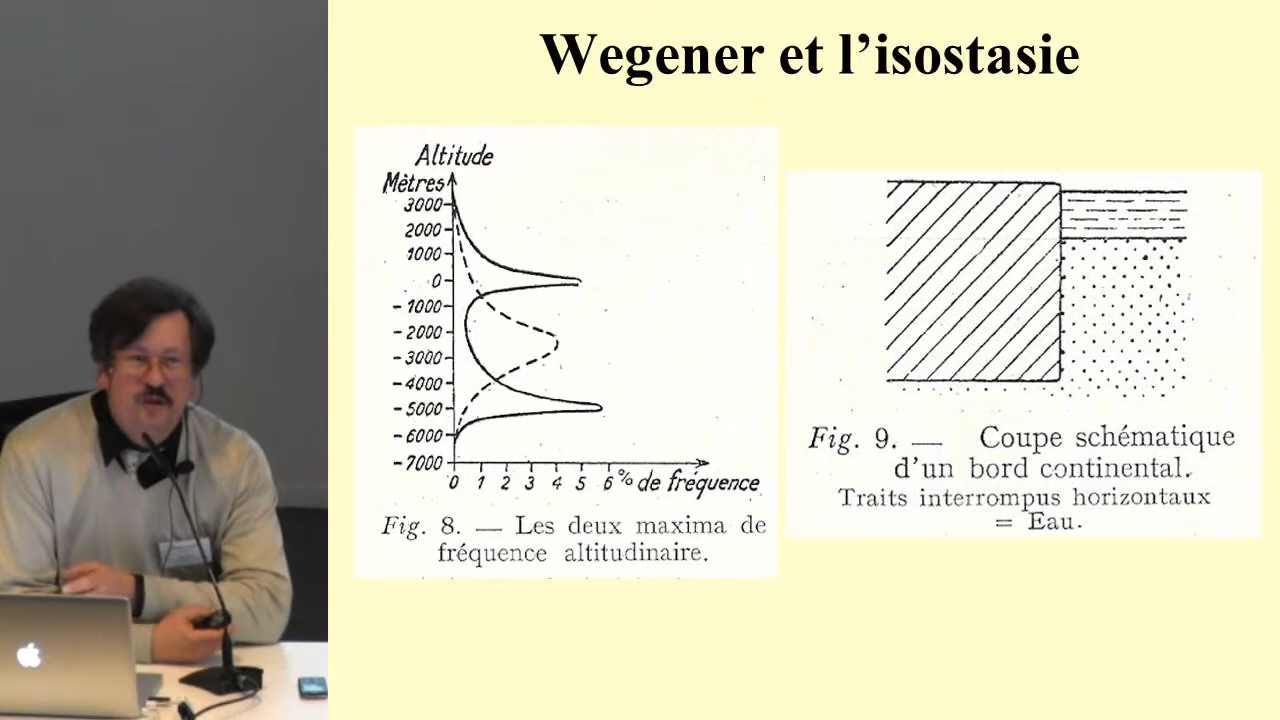 Wegener et l’isostasie
Altitude
Mètres
3000
2000
1000
0
- 1000
- 2000
- 3000
- 4000
- 5000
- 6000
- 7000
0 1 2 3 4 5 6% de fréquence
Fig. 8. — Les deux maxima de
fréquence altitudinaire.
Fig. 9. — Coupe schématique
d’un bord continental.
Traits interrompus horizontaux
= Eau.